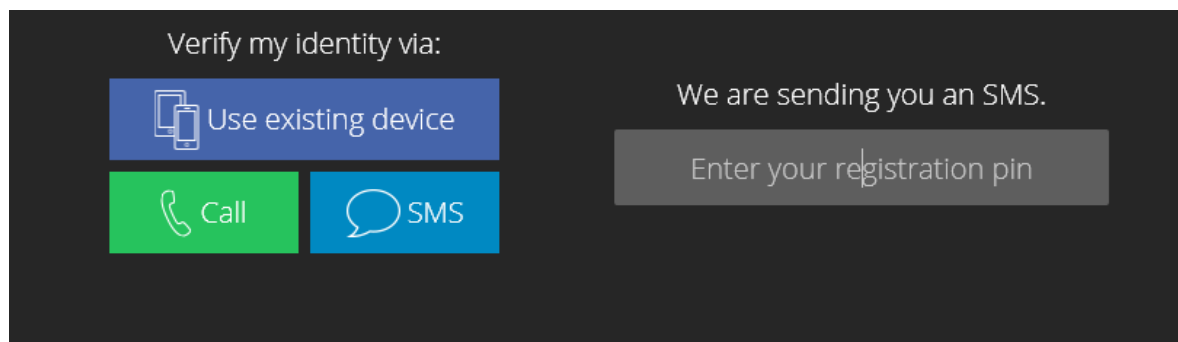 Verify my identity via:
Use existing device
Call
SMS
We are sending you an SMS.
Enter your registration pin